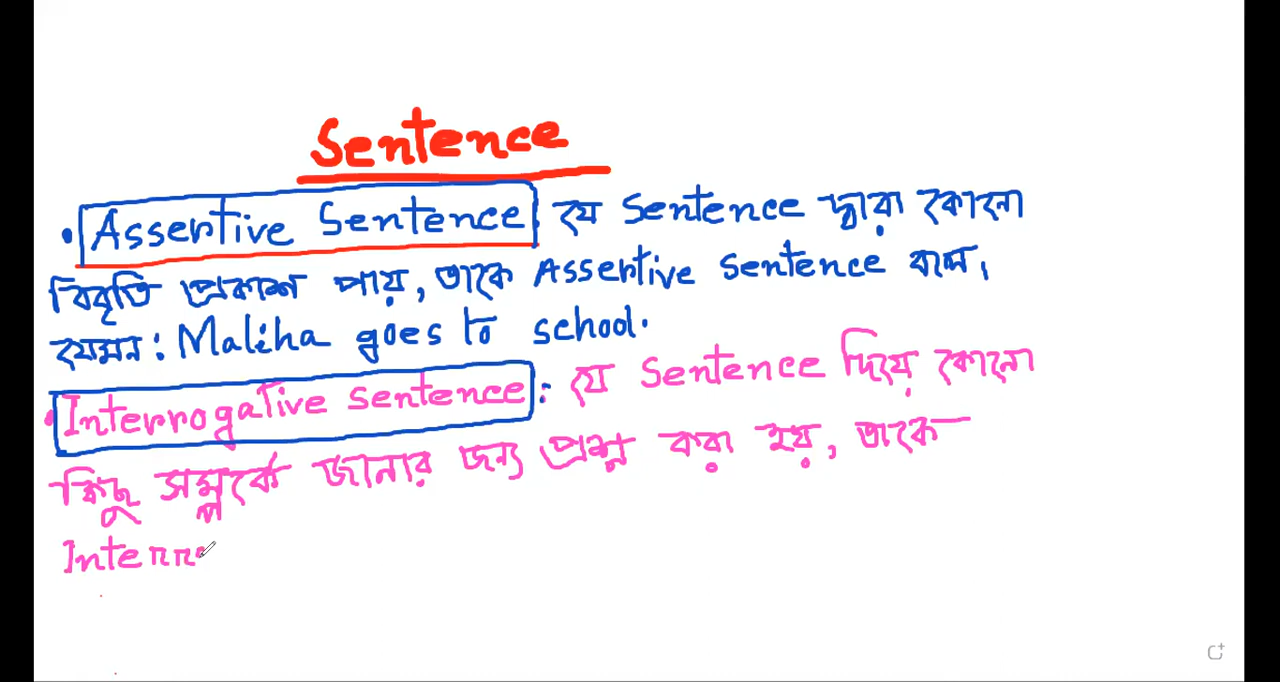 Sentence
• Assertive Sentence. যে Sentence দ্বারা কোনো
বিবৃতি প্রকাশ পায়, তাকে Assertive Sentence বলে।
যেমন: Maliha goes to school.
• Interrogative Sentence: যে Sentence দিয়ে কোনো
কিছু সম্পর্কে জানার জন্য প্রশ্ন করা হয়, তাকে
Interro